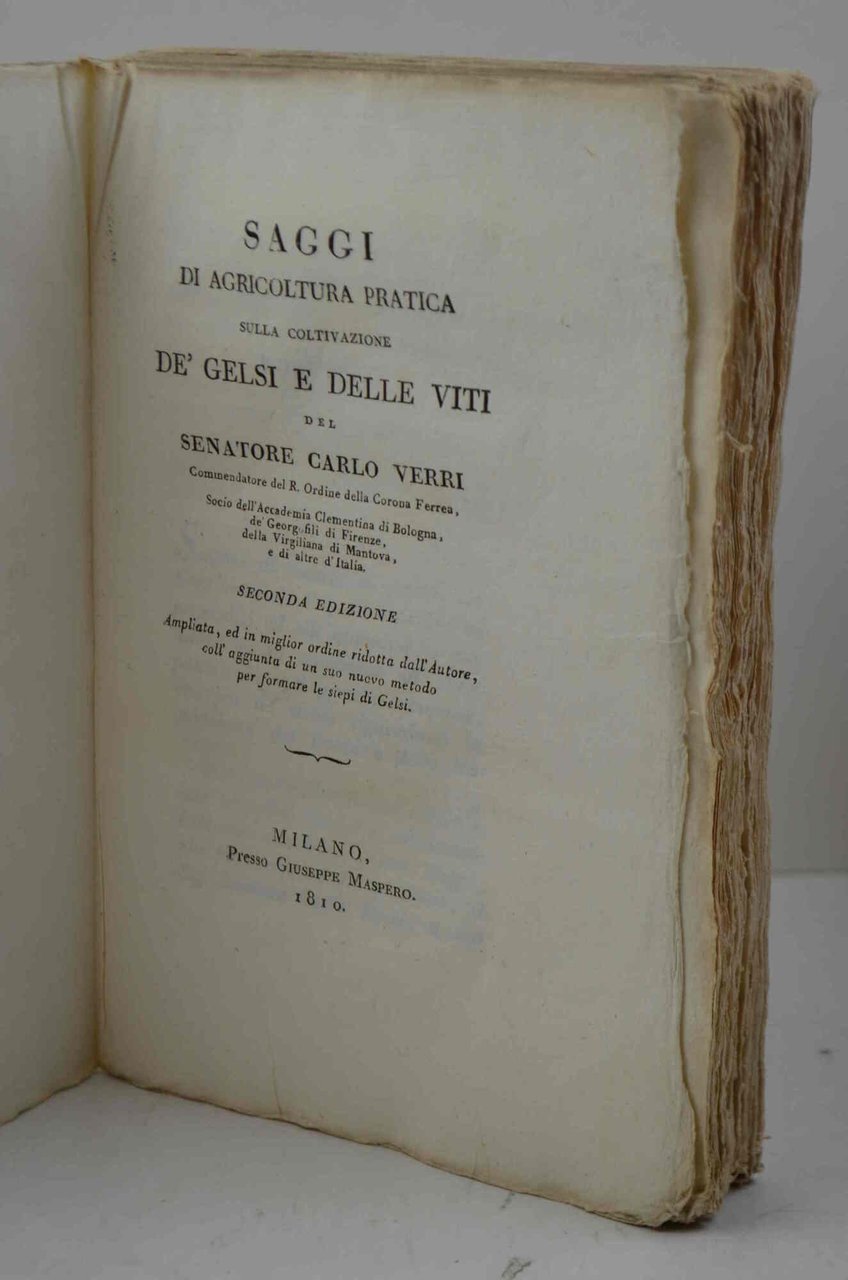 SAGGI
DI AGRICOLTURA PRATICA
SULLA COLTIVAZIONE
DE' GELSI E DELLE VITI
DEL
SENATORE CARLO VERRI
Commendatore del R. Ordine della Corona Ferrea,
Socio dell'Accademia Clementina di Bologna,
de' Georgofili di Firenze,
della Virgiliana di Mantova,
e di altre d'Italia.
SECONDA EDIZIONE
Ampliata, ed in miglior ordine ridotta dall'Autore,
coll' aggiunta di un suo nuovo metodo
per formare le siepi di Gelsi.
MILANO,
Presso GIUSEPPE MASPERO.
1810.